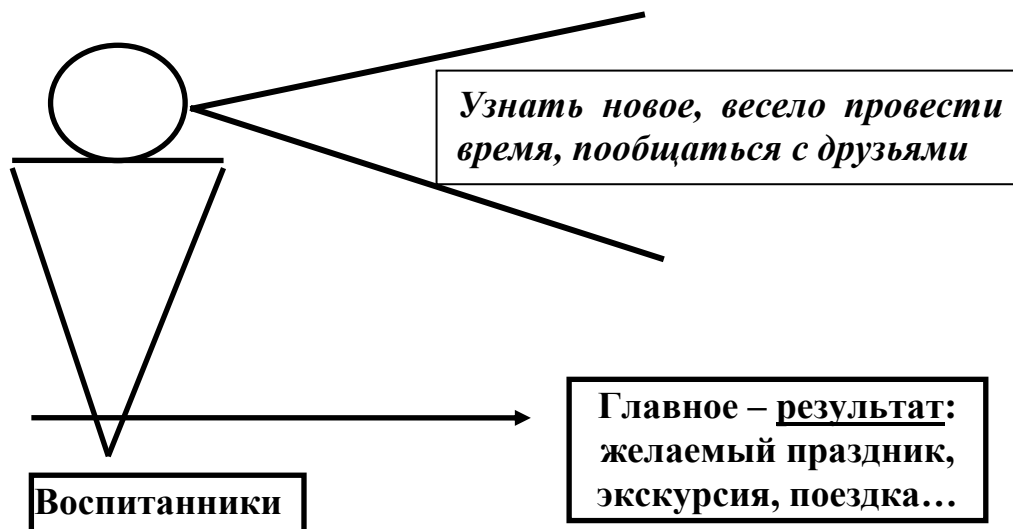 Узнать новое, весело провести
время, пообщаться с друзьями
Главное – результат:
желаемый праздник,
экскурсия, поездка...
Воспитанники